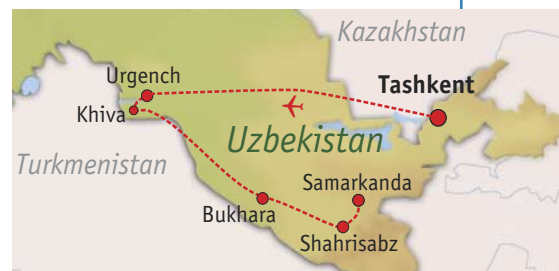 Kazakhstan
Urgench
Tashkent
Khiva
Uzbekistan
Turkmenistan
Samarkanda
Bukhara
Shahrisabz